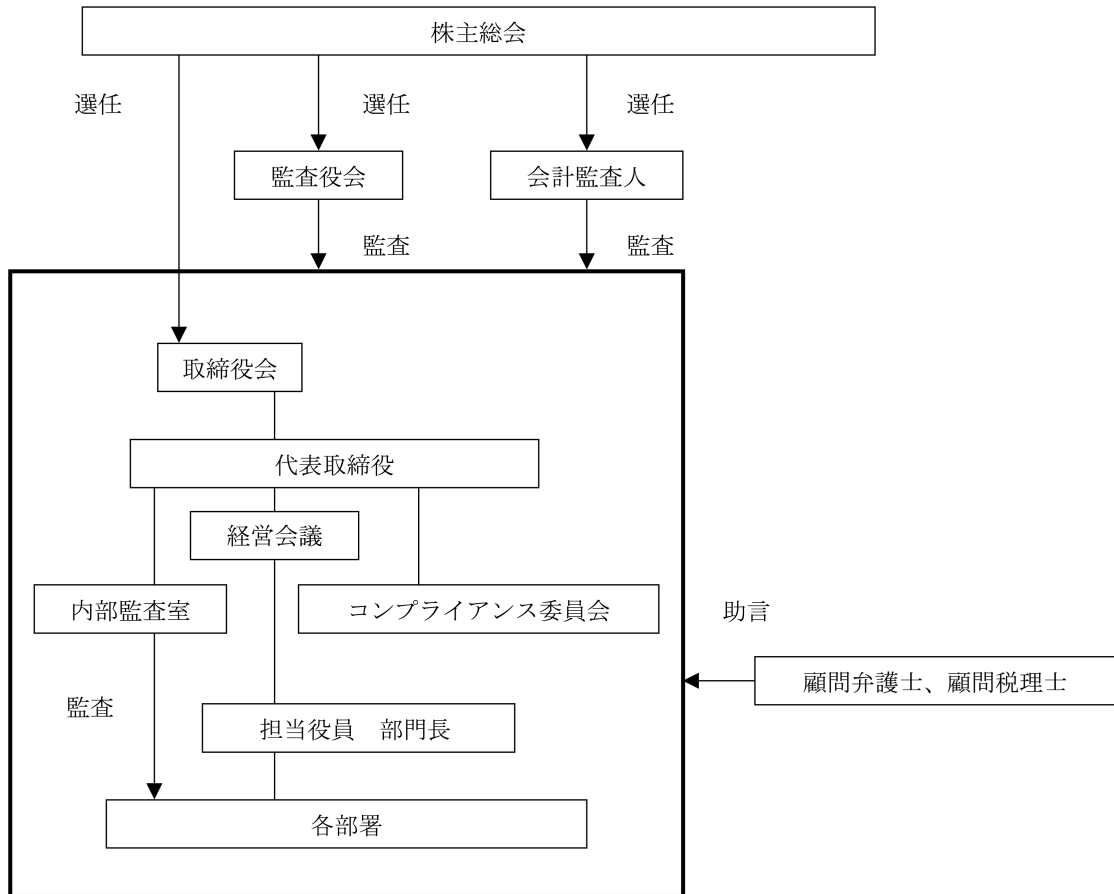 株主総会
選任
選任
選任
監査役会
会計監査人
監査
監査
取締役会
代表取締役
経営会議
内部監査室
コンプライアンス委員会
助言
顧問弁護士、顧問税理士
監査
担当役員　部門長
各部署